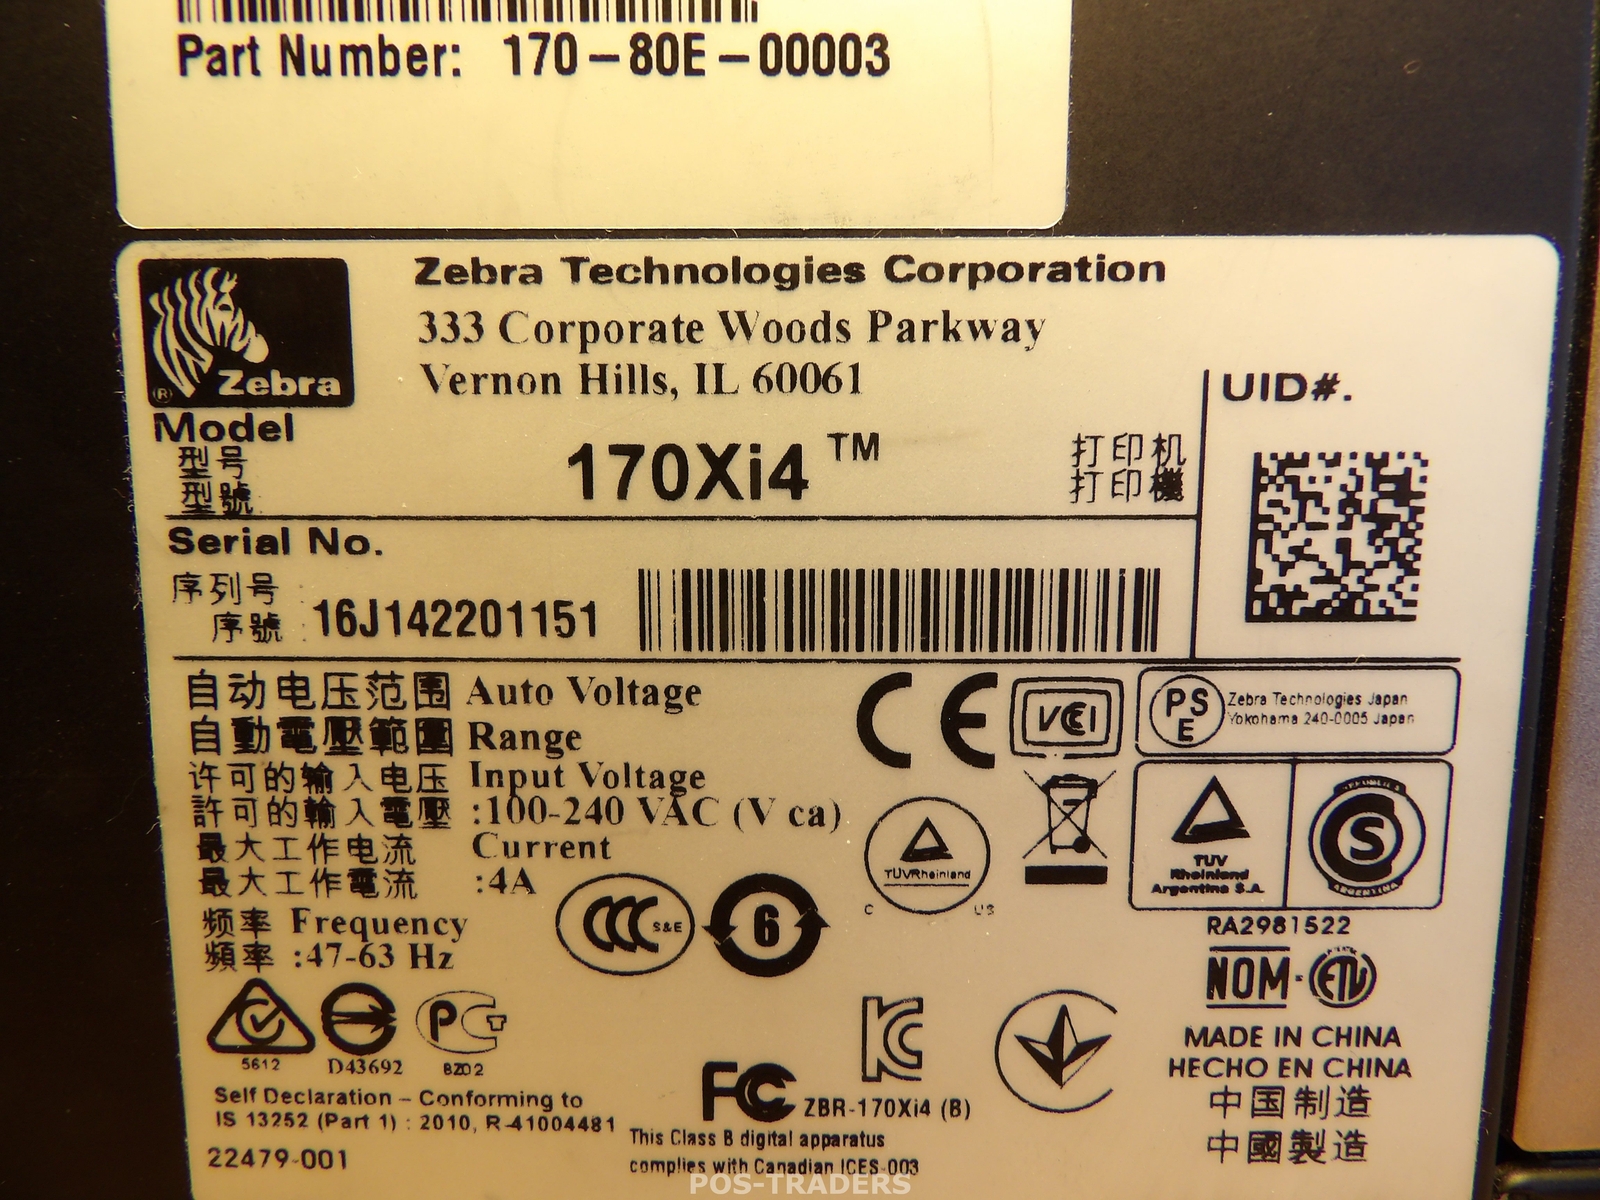 Part Number: 170-80E-00003
Zebra Technologies Corporation
333 Corporate Woods Parkway
Vernon Hills, IL 60061
® Zebra
UID#.
Model
型号
型號
170Xi4 ™
打印机
打印機
Serial No.
序列号
序號 : 16J142201151
自动电压范围 Auto Voltage
自動電壓範圍 Range
许可的输入电压 Input Voltage
許可的輸入電壓 :100-240 VAC (V ca)
最大工作电流 Current
最大工作電流 :4A
频率 Frequency
頻率 :47-63 Hz
CE
VCCI
PSE
Zebra Technologies Japan
Yokohama 240-0005 Japan
TÜVRheinland
C US
TUV
Rheinland
Argentina S.A.
S
ARGENTINA
RA2981522
CCC S&E
6
NOM - ETL
5612
D43692
PCT
BZ02
KC
FC ZBR-170Xi4 (B)
MADE IN CHINA
HECHO EN CHINA
中国制造
中國製造
Self Declaration – Conforming to
IS 13252 (Part 1) : 2010, R-41004481
This Class B digital apparatus
complies with Canadian ICES-003
22479-001
POS-TRADERS